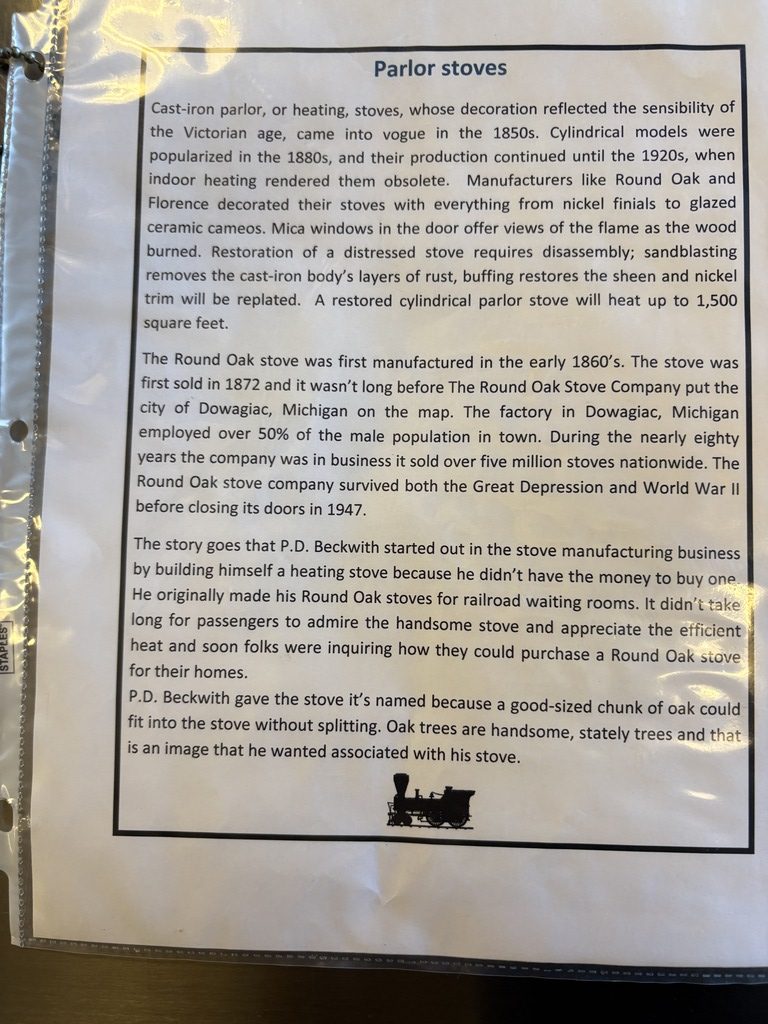 Parlor stoves
Cast-iron parlor, or heating, stoves, whose decoration reflected the sensibility of
the Victorian age, came into vogue in the 1850s. Cylindrical models were
popularized in the 1880s, and their production continued until the 1920s, when
indoor heating rendered them obsolete. Manufacturers like Round Oak and
Florence decorated their stoves with everything from nickel finials to glazed
ceramic cameos. Mica windows in the door offer views of the flame as the wood
burned. Restoration of a distressed stove requires disassembly; sandblasting
removes the cast-iron body's layers of rust, buffing restores the sheen and nickel
trim will be replated. A restored cylindrical parlor stove will heat up to 1,500
square feet.
The Round Oak stove was first manufactured in the early 1860's. The stove was
first sold in 1872 and it wasn't long before The Round Oak Stove Company put the
city of Dowagiac, Michigan on the map. The factory in Dowagiac, Michigan
employed over 50% of the male population in town. During the nearly eighty
years the company was in business it sold over five million stoves nationwide. The
Round Oak stove company survived both the Great Depression and World War II
before closing its doors in 1947.
The story goes that P.D. Beckwith started out in the stove manufacturing business
by building himself a heating stove because he didn't have the money to buy one.
He originally made his Round Oak stoves for railroad waiting rooms. It didn't take
long for passengers to admire the handsome stove and appreciate the efficient
heat and soon folks were inquiring how they could purchase a Round Oak stove
for their homes.
P.D. Beckwith gave the stove it's named because a good-sized chunk of oak could
fit into the stove without splitting. Oak trees are handsome, stately trees and that
is an image that he wanted associated with his stove.
STAPLES